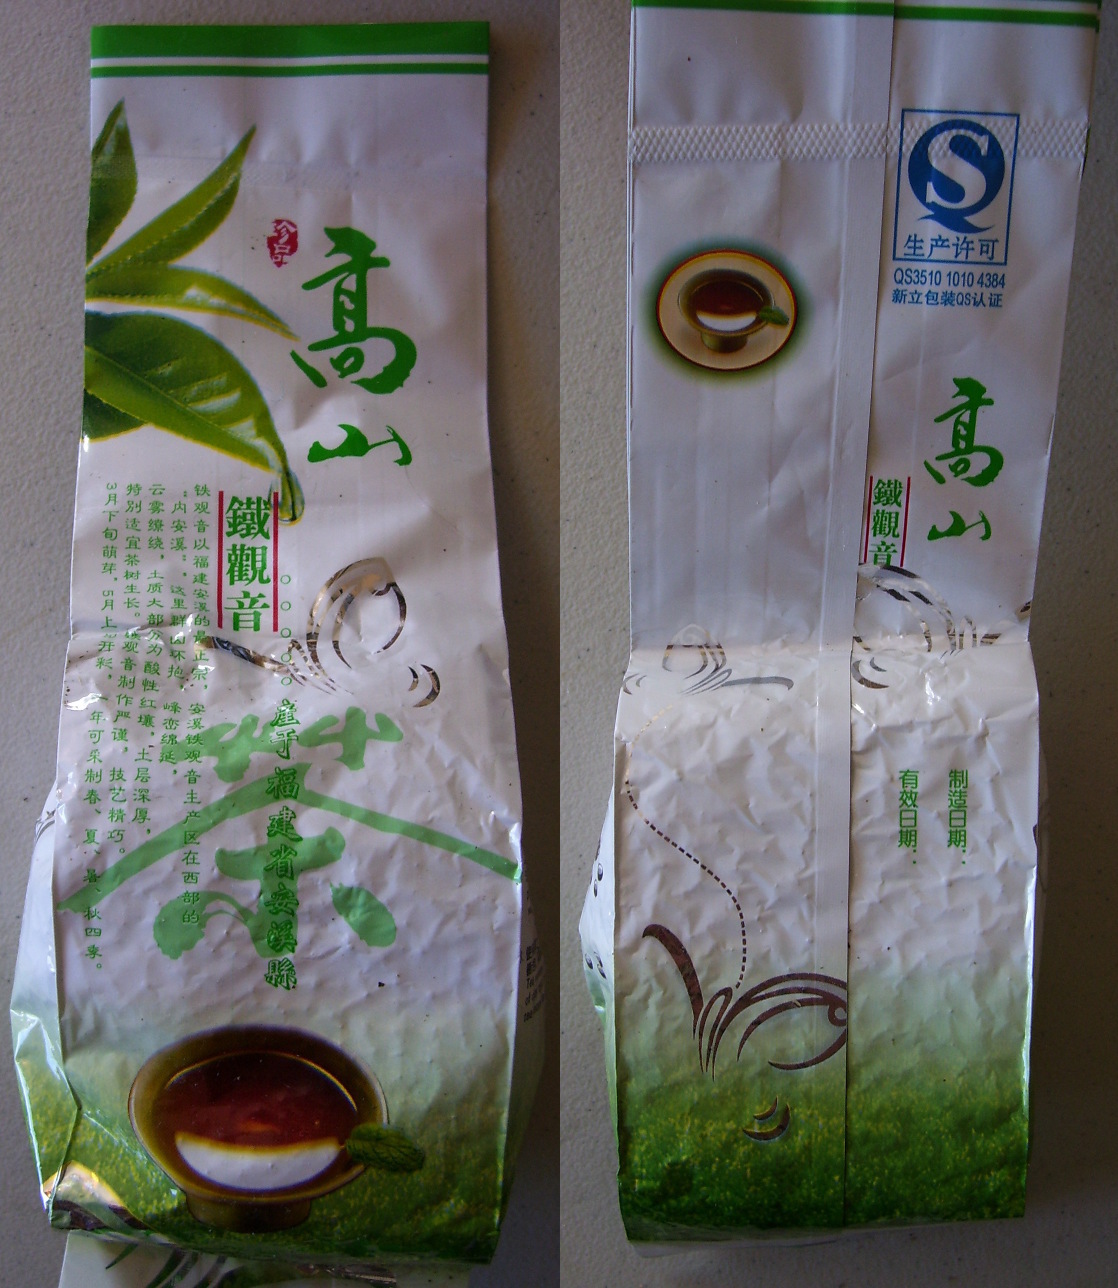 高山
鐵觀音
铁观音以福建安溪的最正宗，安溪铁观音主产区在西部的
“内安溪”。这里群山环抱，峰峦绵延，
云雾缭绕，土质大部分为酸性红壤，土层深厚，
特别适宜茶树生长。铁观音制作严谨，技艺精巧。
3月下旬萌芽，5月上旬开彩，一年可采制春、夏、暑、秋四季。
產于福建省安溪縣
茶
生产许可
QS3510 1010 4384
新立包装QS认证
高山
鐵觀音
制造日期：
有效日期：